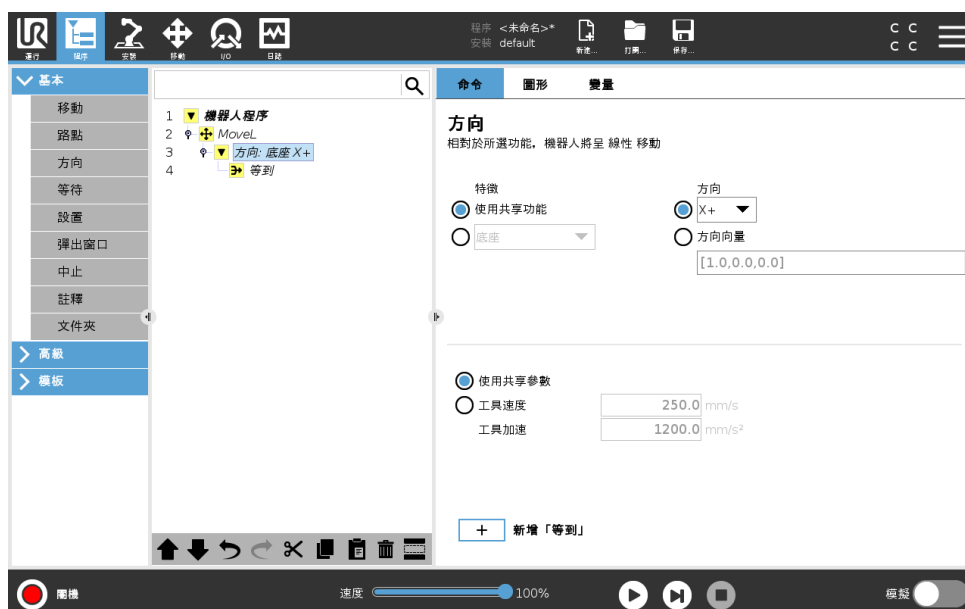 UR
運行
程序
安裝
移動
I/O
日誌
程序 <未命名>*
安裝 default
新建...
打開...
保存...
C C
C C
基本
移動
路點
方向
等待
設置
彈出窗口
中止
註釋
文件夾
高級
模板
1 機器人程序
2 MoveL
3 方向: 底座 X+
4 等到
命令 圖形 變量
方向
相對於所選功能，機器人將呈 線性 移動
特徵 方向
使用共享功能 X+
底座 方向向量
[1.0,0.0,0.0]
使用共享參數
工具速度 250.0 mm/s
工具加速 1200.0 mm/s²
+ 新增「等到」
關機
速度 100%
模擬